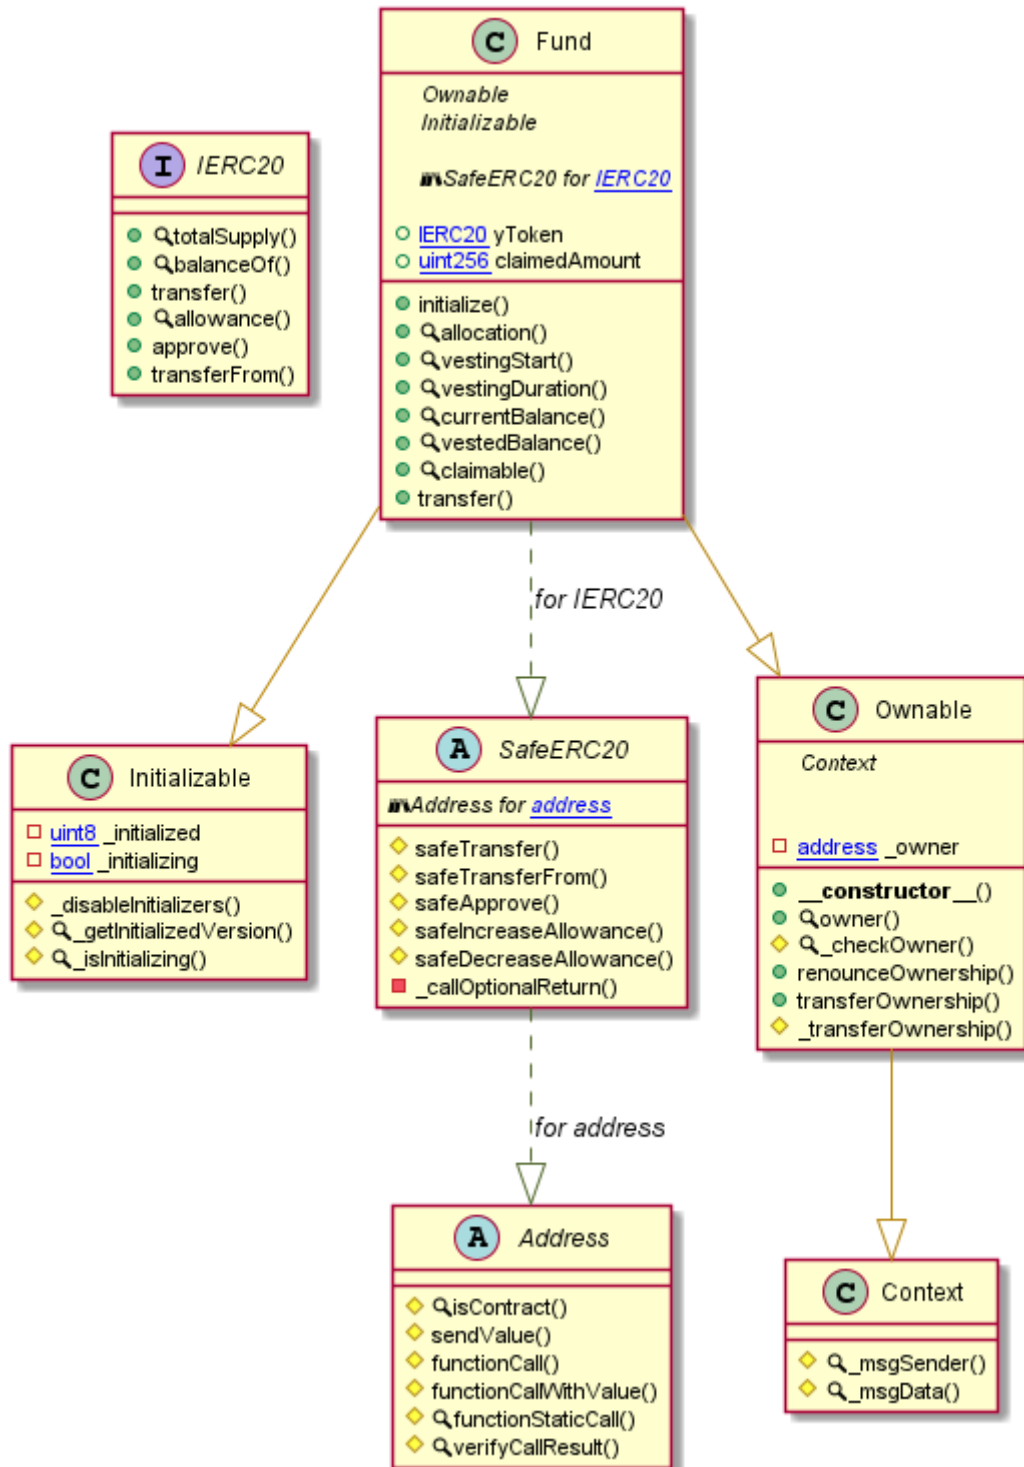 C Fund
Ownable
Initializable
SafeERC20 for IERC20
IERC20 yToken
uint256 claimedAmount
initialize()
allocation()
vestingStart()
vestingDuration()
currentBalance()
vestedBalance()
claimable()
transfer()
I IERC20
totalSupply()
balanceOf()
transfer()
allowance()
approve()
transferFrom()
for IERC20
C Initializable
uint8 _initialized
bool _initializing
_disableInitializers()
_getInitializedVersion()
_isInitializing()
A SafeERC20
Address for address
safeTransfer()
safeTransferFrom()
safeApprove()
safeIncreaseAllowance()
safeDecreaseAllowance()
_callOptionalReturn()
C Ownable
Context
address _owner
__constructor__()
owner()
_checkOwner()
renounceOwnership()
transferOwnership()
_transferOwnership()
for address
A Address
isContract()
sendValue()
functionCall()
functionCallWithValue()
functionStaticCall()
verifyCallResult()
C Context
_msgSender()
_msgData()